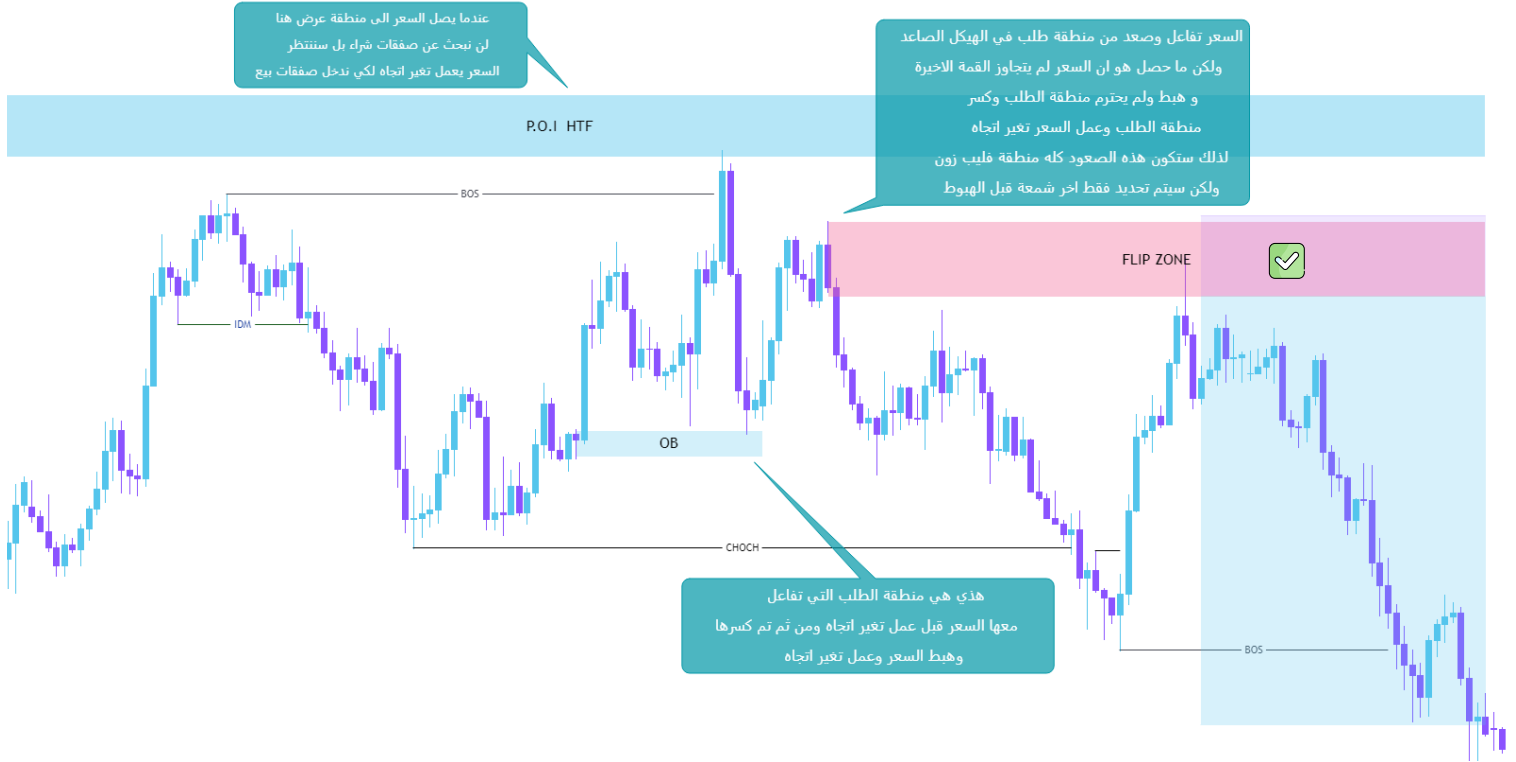 عندما يصل السعر الى منطقة عرض هنا
لن نبحث عن صفقات شراء بل سننتظر
السعر يعمل تغير اتجاه لكي ندخل صفقات بيع
السعر تفاعل وصعد من منطقة طلب في الهيكل الصاعد
ولكن ما حصل هو ان السعر لم يتجاوز القمة الاخيرة
و هبط ولم يحترم منطقة الطلب وكسر
منطقة الطلب وعمل السعر تغير اتجاه
لذلك ستكون هذه الصعود كله منطقة فليب زون
ولكن سيتم تحديد فقط اخر شمعة قبل الهبوط
P.O.I HTF
BOS
FLIP ZONE
IDM
OB
CHOCH
هذي هي منطقة الطلب التي تفاعل
معها السعر قبل عمل تغير اتجاه ومن ثم تم كسرها
وهبط السعر وعمل تغير اتجاه
BOS